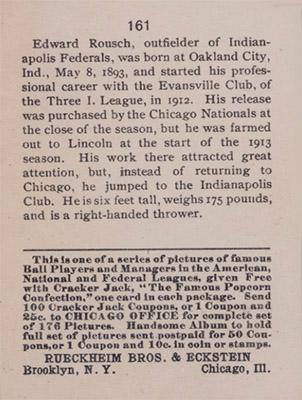 161
Edward Rousch, outfielder of Indian-
apolis Federals, was born at Oakland City,
Ind., May 8, 1893, and started his profes-
sional career with the Evansville Club, of
the Three I. League, in 1912. His release
was purchased by the Chicago Nationals at
the close of the season, but he was farmed
out to Lincoln at the start of the 1913
season. His work there attracted great
attention, but, instead of returning to
Chicago, he jumped to the Indianapolis
Club. He is six feet tall, weighs 175 pounds,
and is a right-handed thrower.
This is one of a series of pictures of famous
Ball Players and Managers in the American,
National and Federal Leagues, given Free
with Cracker Jack, "The Famous Popcorn
Confection," one card in each package. Send
100 Cracker Jack Coupons, or 1 Coupon and
25c. to CHICAGO OFFICE for complete set
of 176 Pictures. Handsome Album to hold
full set of pictures sent postpaid for 50 Cou-
pons, or 1 Coupon and 10c. in coin or stamps.
RUECKHEIM BROS. & ECKSTEIN
Brooklyn, N. Y. Chicago, Ill.